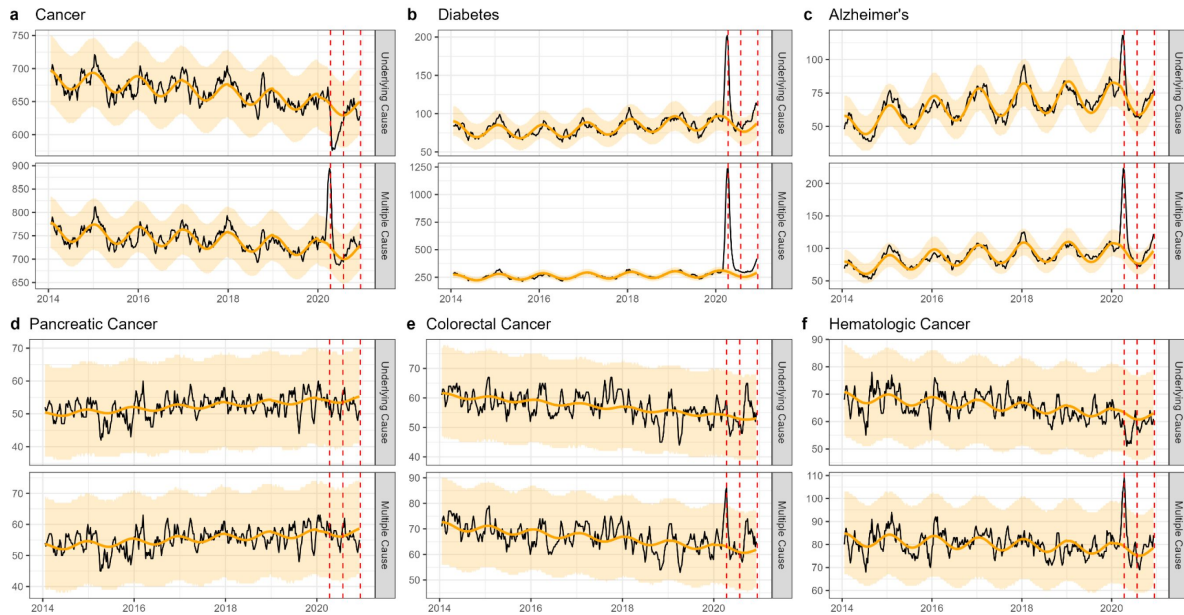 a Cancer
750
700
650
600
Underlying Cause
900
850
800
750
700
650
Multiple Cause
2014 2016 2018 2020
b Diabetes
200
150
100
50
Underlying Cause
1250
1000
750
500
250
Multiple Cause
2014 2016 2018 2020
c Alzheimer's
100
75
50
Underlying Cause
200
150
100
50
Multiple Cause
2014 2016 2018 2020
d Pancreatic Cancer
70
60
50
40
Underlying Cause
70
60
50
40
Multiple Cause
2014 2016 2018 2020
e Colorectal Cancer
70
60
50
40
Underlying Cause
90
80
70
60
50
Multiple Cause
2014 2016 2018 2020
f Hematologic Cancer
90
80
70
60
50
Underlying Cause
110
100
90
80
70
60
Multiple Cause
2014 2016 2018 2020